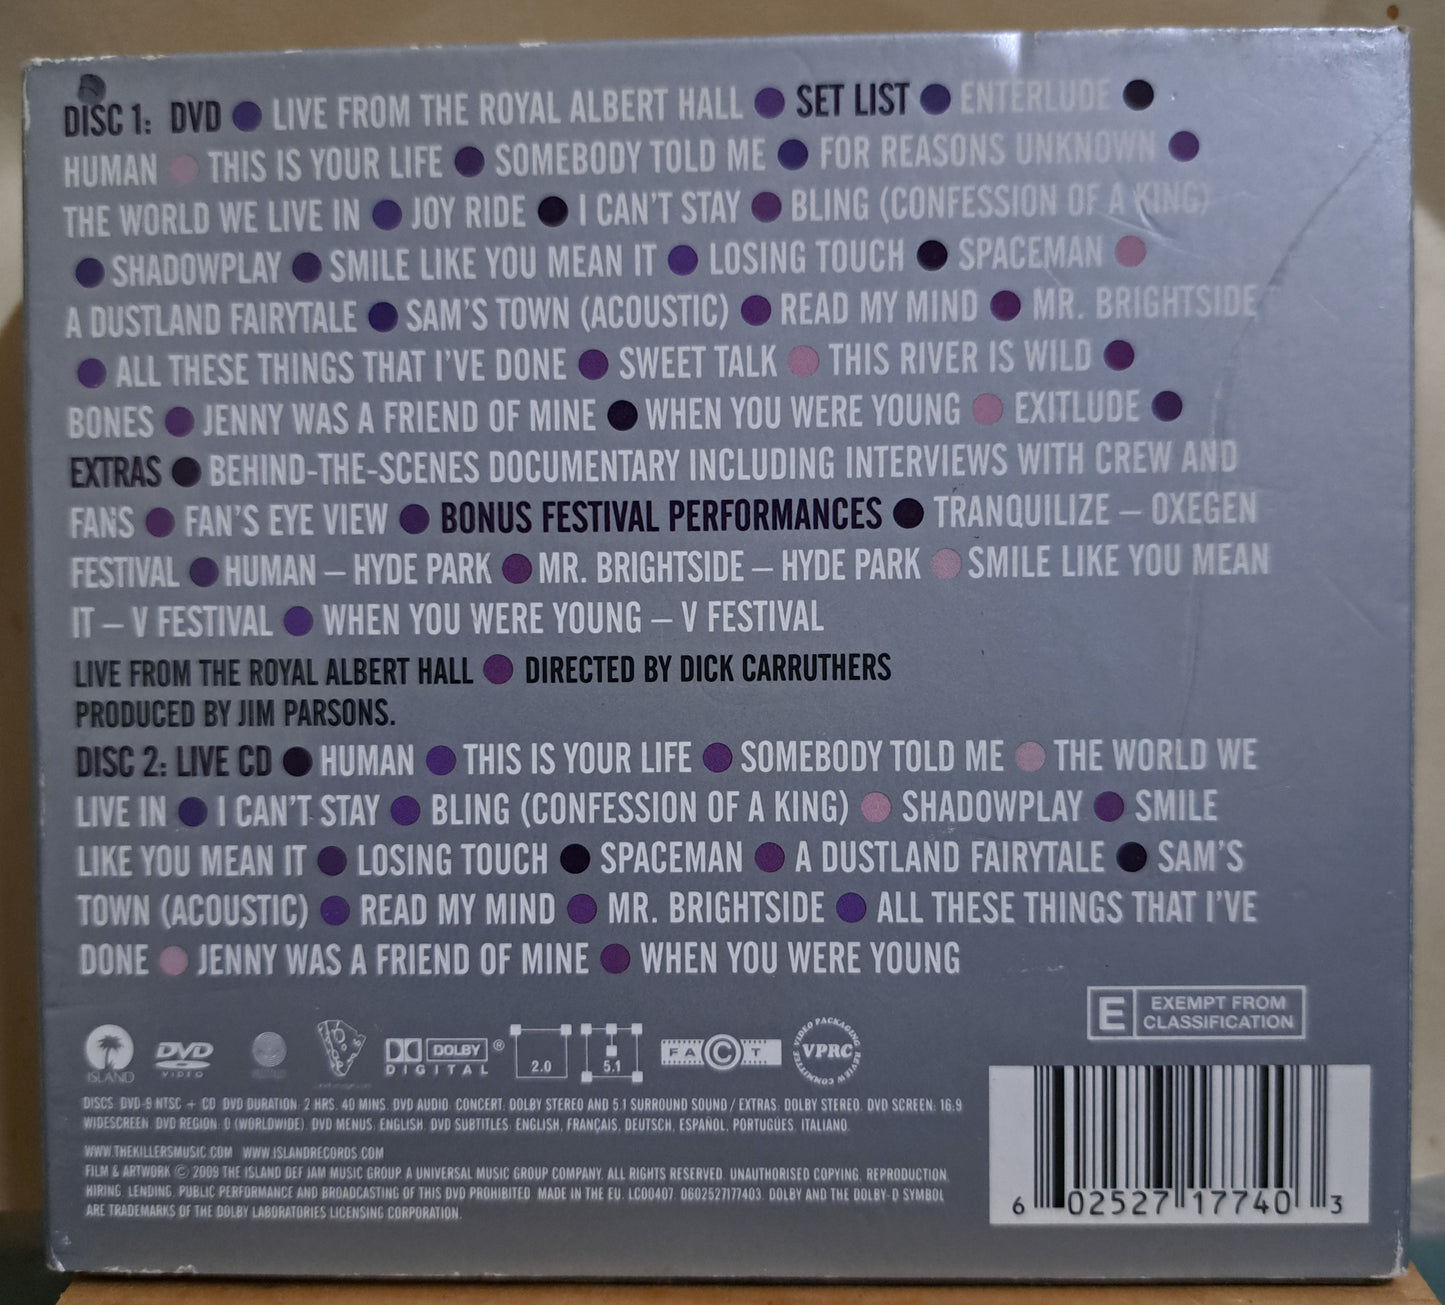 DISC 1: DVD ● LIVE FROM THE ROYAL ALBERT HALL ● SET LIST ● ENTERLUDE ●
HUMAN ● THIS IS YOUR LIFE ● SOMEBODY TOLD ME ● FOR REASONS UNKNOWN ●
THE WORLD WE LIVE IN ● JOY RIDE ● I CAN'T STAY ● BLING (CONFESSION OF A KING)
● SHADOWPLAY ● SMILE LIKE YOU MEAN IT ● LOSING TOUCH ● SPACEMAN ●
A DUSTLAND FAIRYTALE ● SAM'S TOWN (ACOUSTIC) ● READ MY MIND ● MR. BRIGHTSIDE
● ALL THESE THINGS THAT I'VE DONE ● SWEET TALK ● THIS RIVER IS WILD ●
BONES ● JENNY WAS A FRIEND OF MINE ● WHEN YOU WERE YOUNG ● EXITLUDE ●
EXTRAS ● BEHIND-THE-SCENES DOCUMENTARY INCLUDING INTERVIEWS WITH CREW AND
FANS ● FAN'S EYE VIEW ● BONUS FESTIVAL PERFORMANCES ● TRANQUILIZE – OXEGEN
FESTIVAL ● HUMAN – HYDE PARK ● MR. BRIGHTSIDE – HYDE PARK ● SMILE LIKE YOU MEAN
IT – V FESTIVAL ● WHEN YOU WERE YOUNG – V FESTIVAL
LIVE FROM THE ROYAL ALBERT HALL ● DIRECTED BY DICK CARRUTHERS
PRODUCED BY JIM PARSONS.
DISC 2: LIVE CD ● HUMAN ● THIS IS YOUR LIFE ● SOMEBODY TOLD ME ● THE WORLD WE
LIVE IN ● I CAN'T STAY ● BLING (CONFESSION OF A KING) ● SHADOWPLAY ● SMILE
LIKE YOU MEAN IT ● LOSING TOUCH ● SPACEMAN ● A DUSTLAND FAIRYTALE ● SAM'S
TOWN (ACOUSTIC) ● READ MY MIND ● MR. BRIGHTSIDE ● ALL THESE THINGS THAT I'VE
DONE ● JENNY WAS A FRIEND OF MINE ● WHEN YOU WERE YOUNG
E EXEMPT FROM
CLASSIFICATION
ISLAND
DVD
VIDEO
DOLBY ®
DIGITAL
2.0
5.1
FACT
VIDEO PACKAGING REVIEW COMMITTEE
VPRC
DISCS: DVD-9 NTSC + CD. DVD DURATION: 2 HRS. 40 MINS. DVD AUDIO: CONCERT: DOLBY STEREO AND 5.1 SURROUND SOUND / EXTRAS: DOLBY STEREO. DVD SCREEN: 16:9
WIDESCREEN. DVD REGION: 0 (WORLDWIDE). DVD MENUS: ENGLISH. DVD SUBTITLES: ENGLISH, FRANÇAIS, DEUTSCH, ESPAÑOL, PORTUGUES, ITALIANO.
WWW.THEKILLERSMUSIC.COM WWW.ISLANDRECORDS.COM
FILM & ARTWORK © 2009 THE ISLAND DEF JAM MUSIC GROUP. A UNIVERSAL MUSIC GROUP COMPANY. ALL RIGHTS RESERVED. UNAUTHORISED COPYING, REPRODUCTION,
HIRING, LENDING, PUBLIC PERFORMANCE AND BROADCASTING OF THIS DVD PROHIBITED. MADE IN THE EU. LC00407. 0602527177403. DOLBY AND THE DOUBLE-D SYMBOL
ARE TRADEMARKS OF THE DOLBY LABORATORIES LICENSING CORPORATION.
6 02527 17740 3